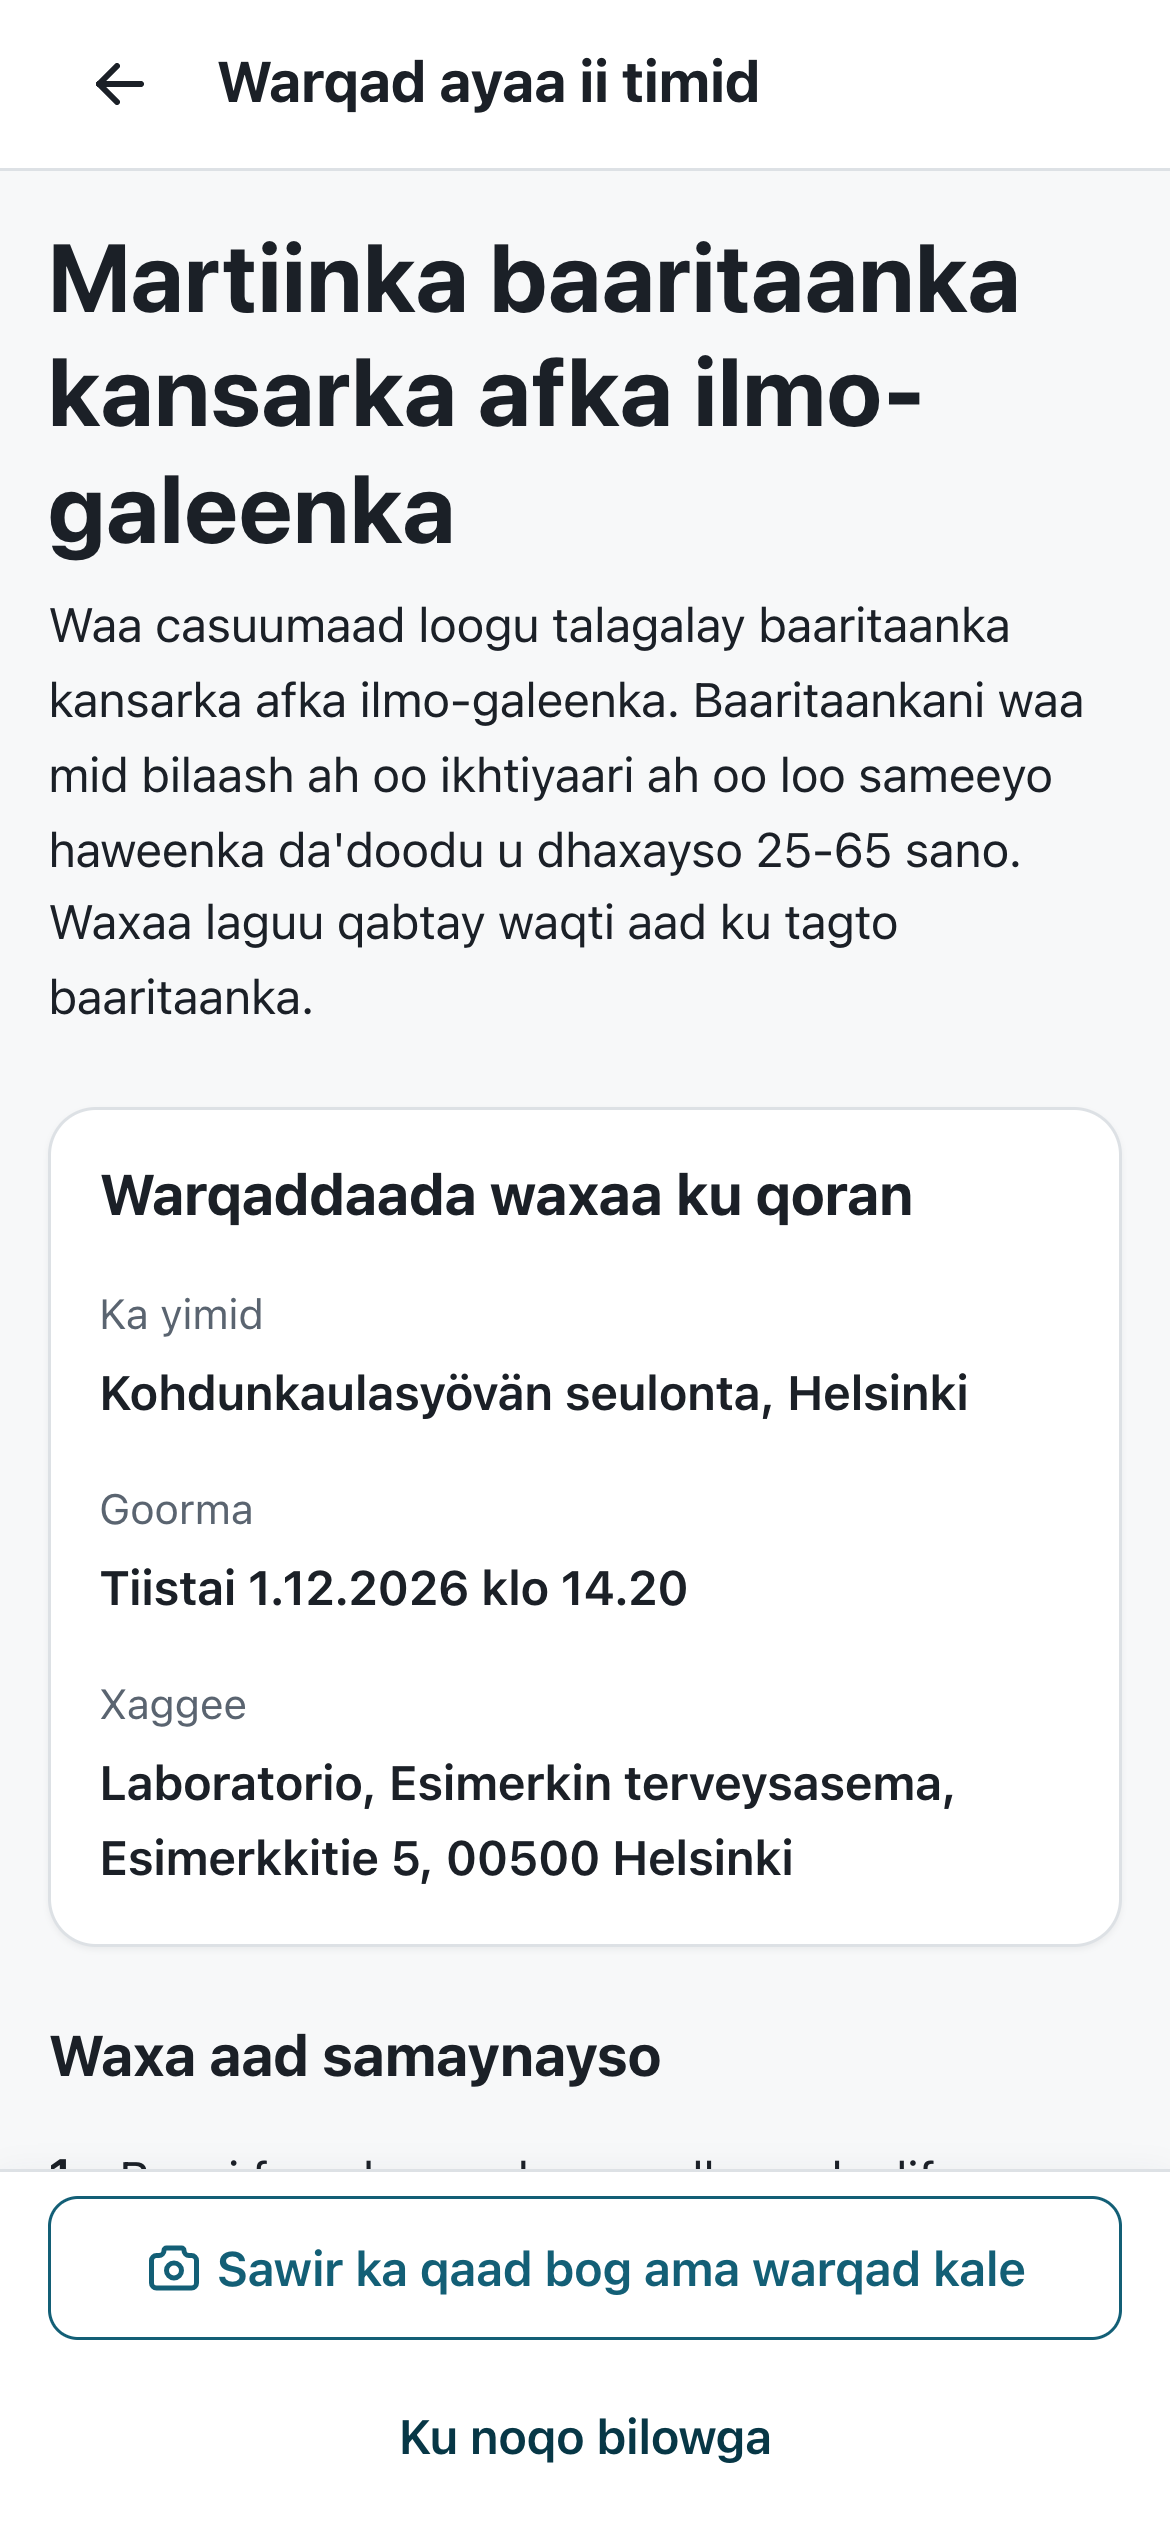 Warqad ayaa ii timid
Martiinka baaritaanka
kansarka afka ilmo-
galeenka
Waa casuumaad loogu talagalay baaritaanka
kansarka afka ilmo-galeenka. Baaritaankani waa
mid bilaash ah oo ikhtiyaari ah oo loo sameeyo
haweenka da'doodu u dhaxayso 25-65 sano.
Waxaa laguu qabtay waqti aad ku tagto
baaritaanka.
Warqaddaada waxaa ku qoran
Ka yimid
Kohdunkaulasyövän seulonta, Helsinki
Goorma
Tiistai 1.12.2026 klo 14.20
Xaggee
Laboratorio, Esimerkin terveysasema,
Esimerkkitie 5, 00500 Helsinki
Waxa aad samaynayso
Sawir ka qaad bog ama warqad kale
Ku noqo bilowga